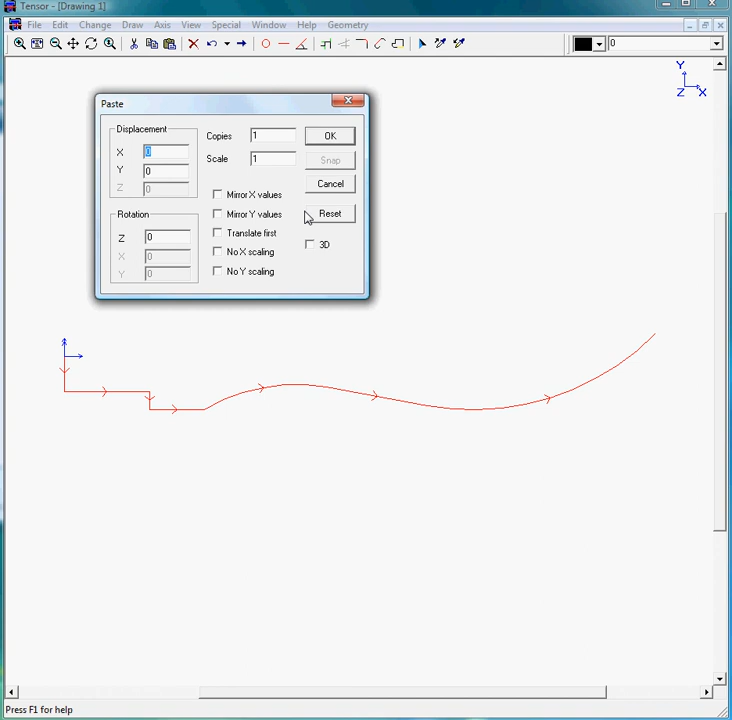 Tensor - [Drawing 1]
File Edit Change Draw Axis View Special Window Help Geometry
0
Y
Z X
Paste
Displacement
X 0
Y 0
Z 0
Rotation
Z 0
X 0
Y 0
Copies 1
Scale 1
Mirror X values
Mirror Y values
Translate first
No X scaling
No Y scaling
OK
Snap
Cancel
Reset
3D
Press F1 for help